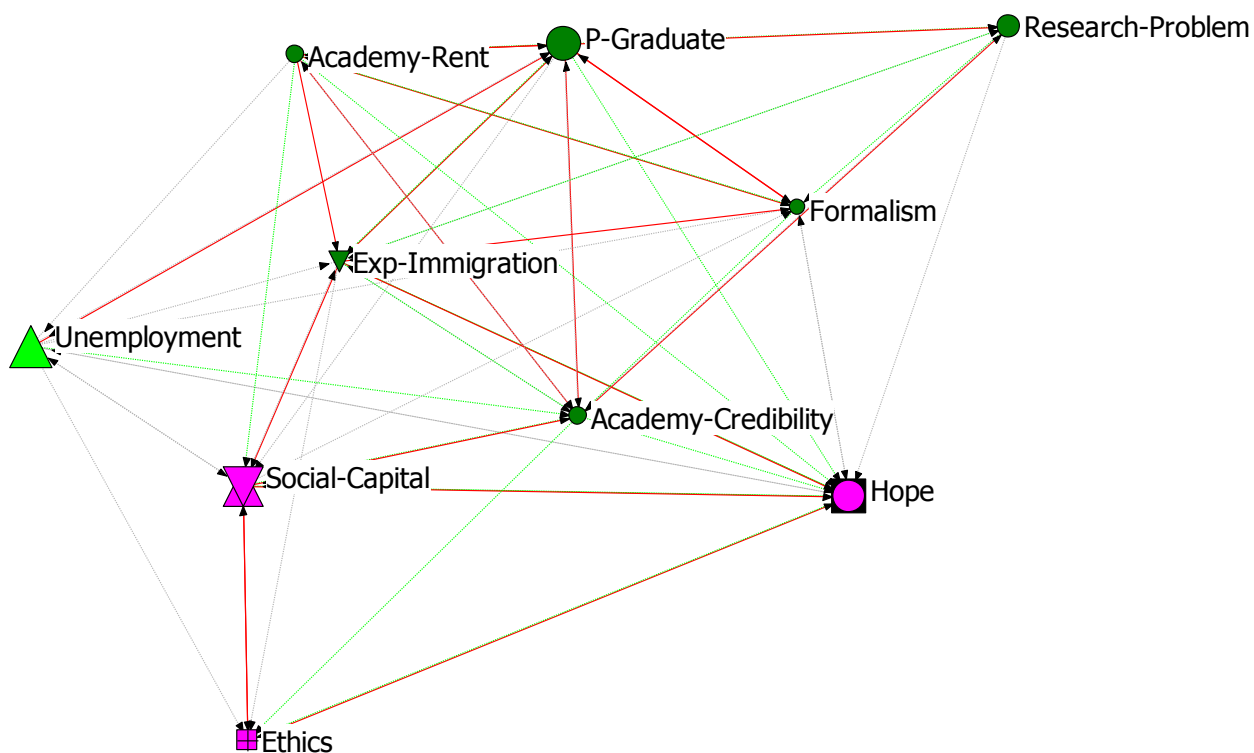 Research-Problem
P-Graduate
Academy-Rent
Formalism
Exp-Immigration
Unemployment
Academy-Credibility
Social-Capital
Hope
Ethics